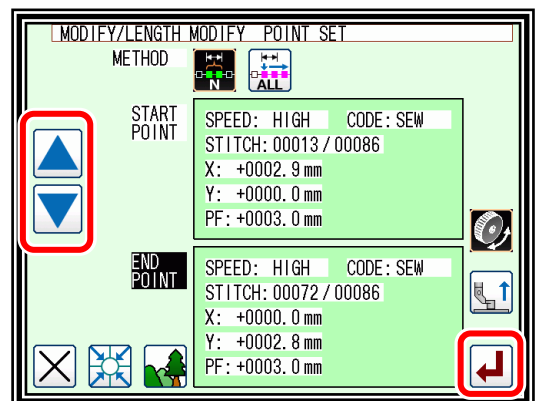 MODIFY/LENGTH MODIFY POINT SET
METHOD
N
ALL
START
POINT
SPEED: HIGH CODE: SEW
STITCH: 00013 / 00086
X: +0002. 9 mm
Y: +0000. 0 mm
PF: +0003. 0 mm
END
POINT
SPEED: HIGH CODE: SEW
STITCH: 00072 / 00086
X: +0000. 0 mm
Y: +0002. 8 mm
PF: +0003. 0 mm